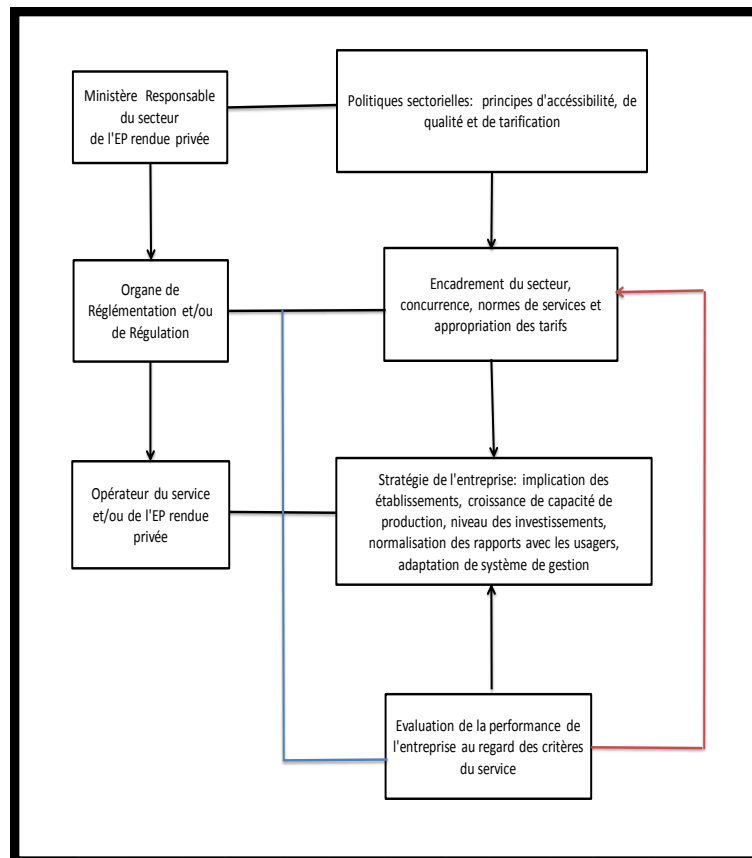 Ministère Responsable
du secteur
de l'EP rendue privée
Politiques sectorielles: principes d'accéssibilité, de
qualité et de tarification
Organe de
Réglémentation et/ou
de Régulation
Encadrement du secteur,
concurrence, normes de services et
appropriation des tarifs
Opérateur du service
et/ou de l'EP rendue
privée
Stratégie de l'entreprise: implication des
établissements, croissance de capacité de
production, niveau des investissements,
normalisation des rapports avec les usagers,
adaptation de système de gestion
Evaluation de la performance de
l'entreprise au regard des critères
du service